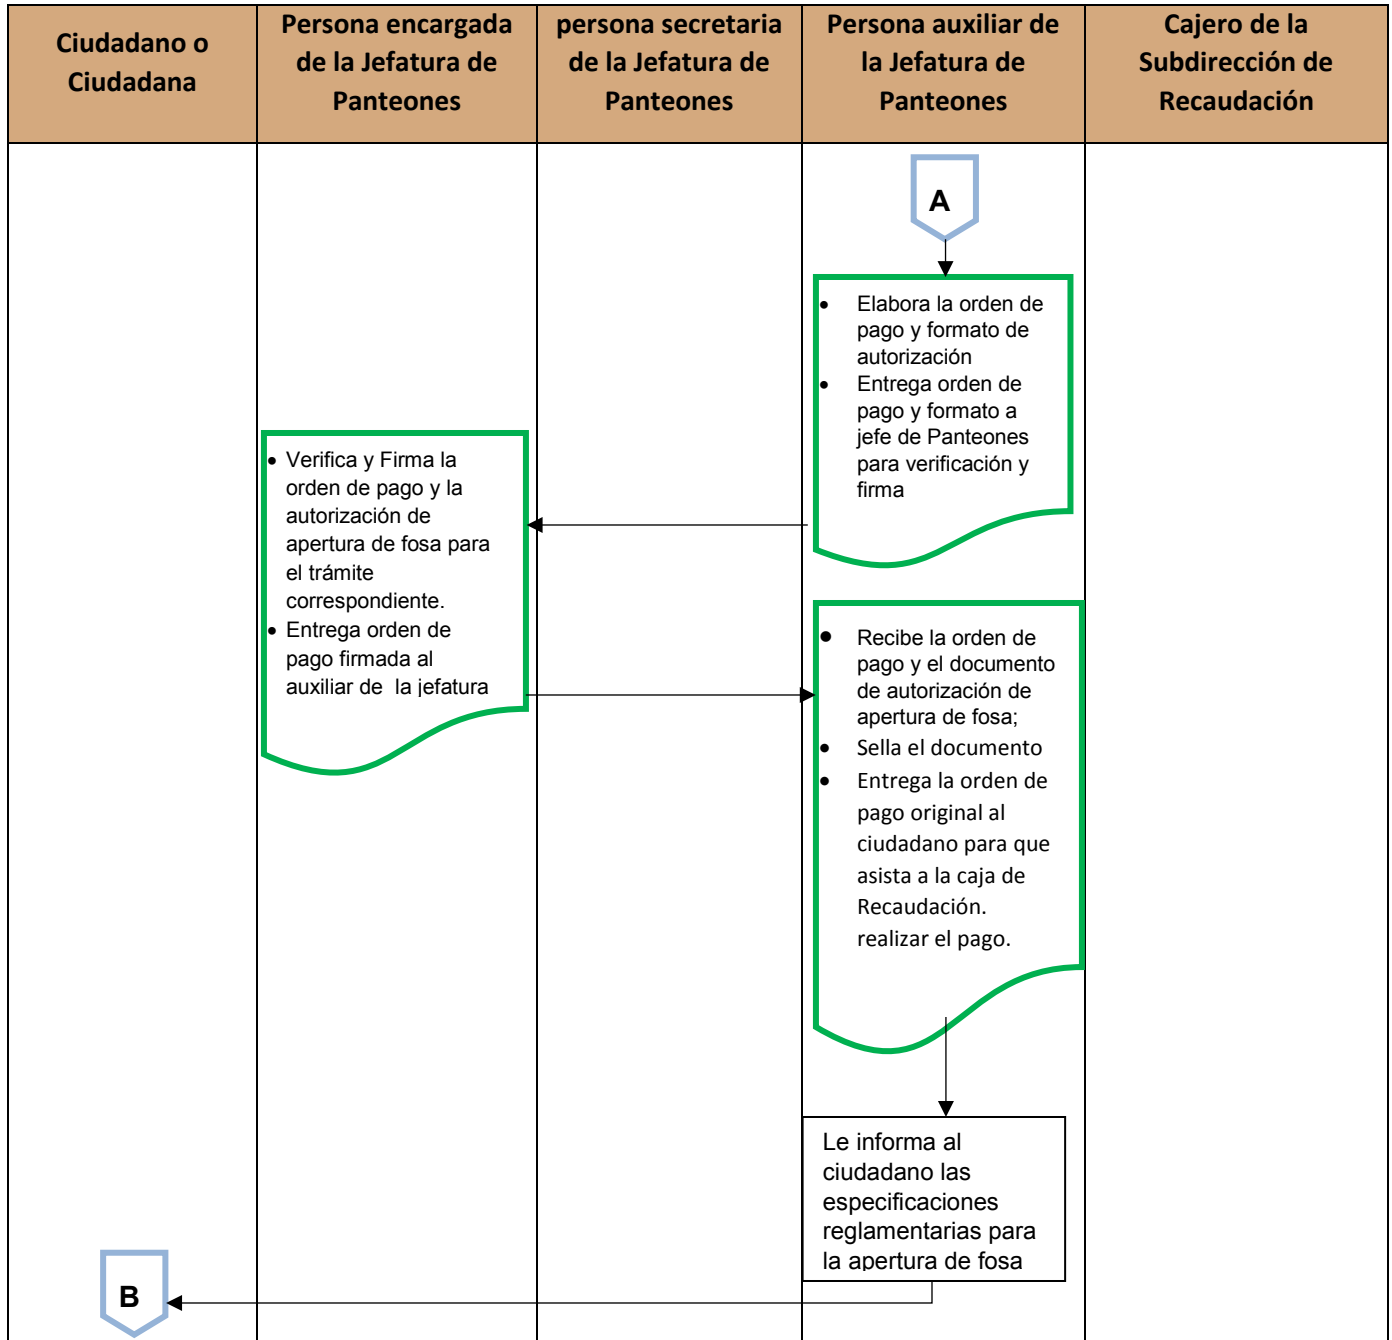 Ciudadano o
Ciudadana
Persona encargada
de la Jefatura de
Panteones
persona secretaria
de la Jefatura de
Panteones
Persona auxiliar de
la Jefatura de
Panteones
Cajero de la
Subdirección de
Recaudación
A
• Elabora la orden de
pago y formato de
autorización
• Entrega orden de
pago y formato a
jefe de Panteones
para verificación y
firma
• Verifica y Firma la
orden de pago y la
autorización de
apertura de fosa para
el trámite
correspondiente.
• Entrega orden de
pago firmada al
auxiliar de la jefatura
• Recibe la orden de
pago y el documento
de autorización de
apertura de fosa;
• Sella el documento
• Entrega la orden de
pago original al
ciudadano para que
asista a la caja de
Recaudación.
realizar el pago.
Le informa al
ciudadano las
especificaciones
reglamentarias para
la apertura de fosa
B